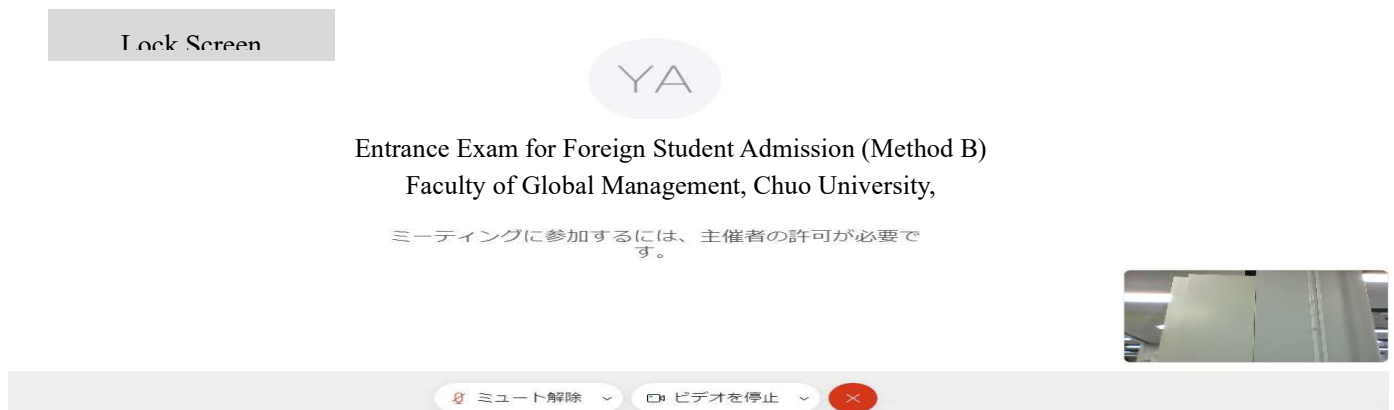 Lock Screen
YA
Entrance Exam for Foreign Student Admission (Method B)
Faculty of Global Management, Chuo University,
ミーティングに参加するには、主催者の許可が必要で
す。
ミュート解除
ビデオを停止